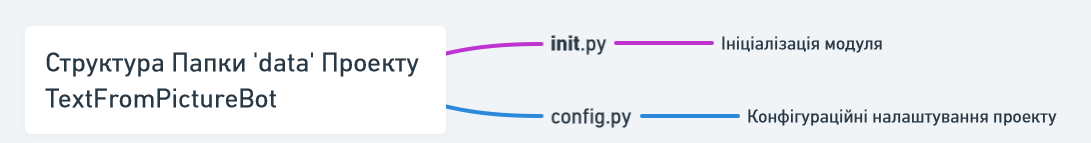 Структура Папки 'data' Проекту
TextFromPictureBot
init.py
Ініціалізація модуля
config.py
Конфігураційні налаштування проекту